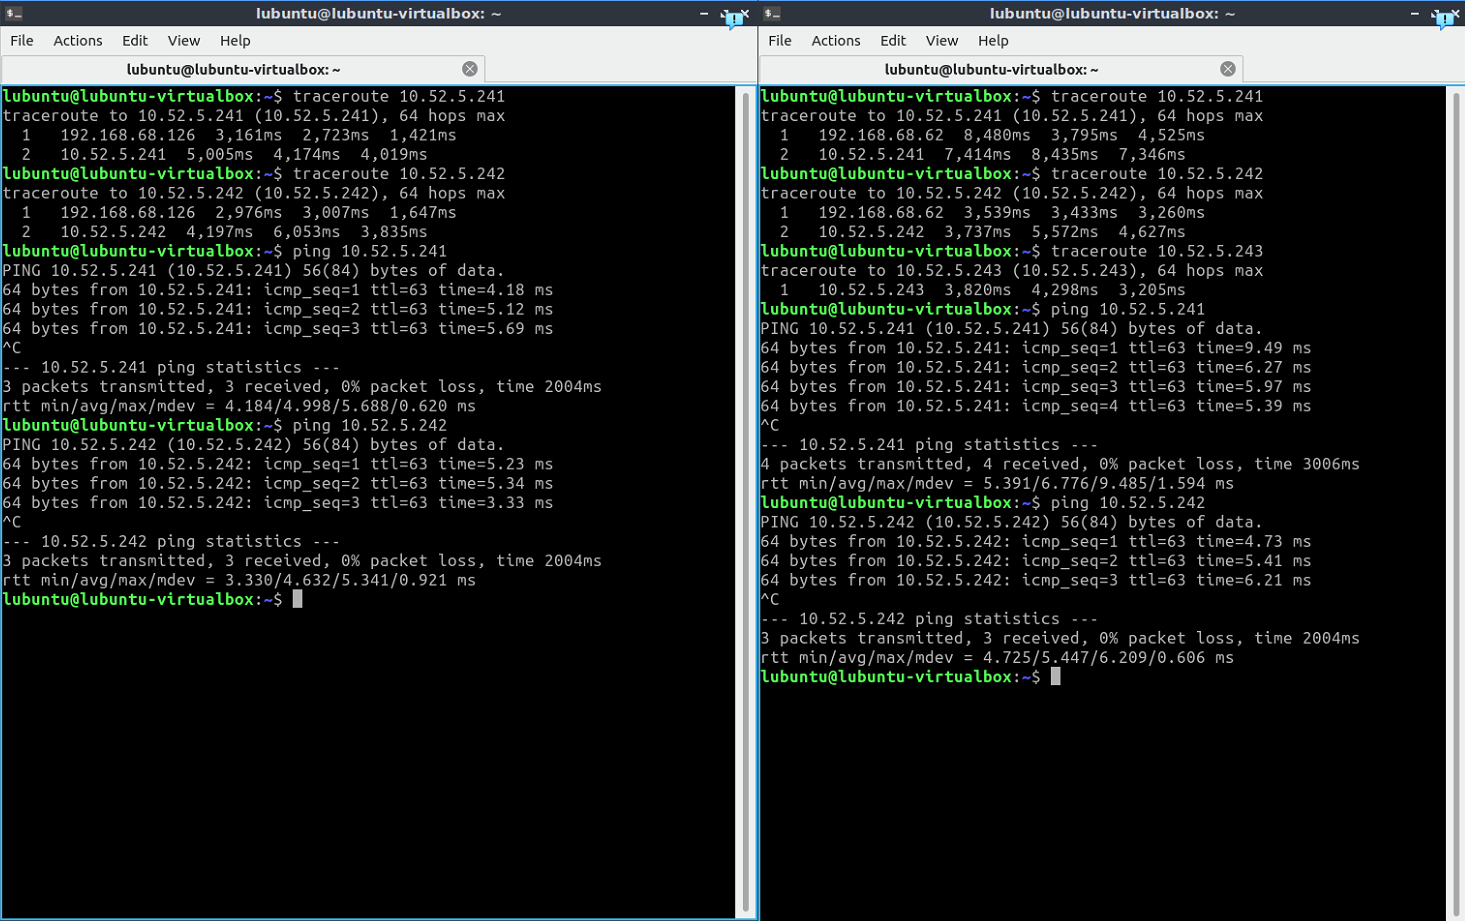 lubuntu@lubuntu-virtualbox: ~
File Actions Edit View Help
lubuntu@lubuntu-virtualbox: ~
lubuntu@lubuntu-virtualbox:~$ traceroute 10.52.5.241
traceroute to 10.52.5.241 (10.52.5.241), 64 hops max
1 192.168.68.126 3,161ms 2,723ms 1,421ms
2 10.52.5.241 5,005ms 4,174ms 4,019ms
lubuntu@lubuntu-virtualbox:~$ traceroute 10.52.5.242
traceroute to 10.52.5.242 (10.52.5.242), 64 hops max
1 192.168.68.126 2,976ms 3,007ms 1,647ms
2 10.52.5.242 4,197ms 6,053ms 3,835ms
lubuntu@lubuntu-virtualbox:~$ ping 10.52.5.241
PING 10.52.5.241 (10.52.5.241) 56(84) bytes of data.
64 bytes from 10.52.5.241: icmp_seq=1 ttl=63 time=4.18 ms
64 bytes from 10.52.5.241: icmp_seq=2 ttl=63 time=5.12 ms
64 bytes from 10.52.5.241: icmp_seq=3 ttl=63 time=5.69 ms
^C
--- 10.52.5.241 ping statistics ---
3 packets transmitted, 3 received, 0% packet loss, time 2004ms
rtt min/avg/max/mdev = 4.184/4.998/5.688/0.620 ms
lubuntu@lubuntu-virtualbox:~$ ping 10.52.5.242
PING 10.52.5.242 (10.52.5.242) 56(84) bytes of data.
64 bytes from 10.52.5.242: icmp_seq=1 ttl=63 time=5.23 ms
64 bytes from 10.52.5.242: icmp_seq=2 ttl=63 time=5.34 ms
64 bytes from 10.52.5.242: icmp_seq=3 ttl=63 time=3.33 ms
^C
--- 10.52.5.242 ping statistics ---
3 packets transmitted, 3 received, 0% packet loss, time 2004ms
rtt min/avg/max/mdev = 3.330/4.632/5.341/0.921 ms
lubuntu@lubuntu-virtualbox:~$
lubuntu@lubuntu-virtualbox: ~
File Actions Edit View Help
lubuntu@lubuntu-virtualbox: ~
lubuntu@lubuntu-virtualbox:~$ traceroute 10.52.5.241
traceroute to 10.52.5.241 (10.52.5.241), 64 hops max
1 192.168.68.62 8,480ms 3,795ms 4,525ms
2 10.52.5.241 7,414ms 8,435ms 7,346ms
lubuntu@lubuntu-virtualbox:~$ traceroute 10.52.5.242
traceroute to 10.52.5.242 (10.52.5.242), 64 hops max
1 192.168.68.62 3,539ms 3,433ms 3,260ms
2 10.52.5.242 3,737ms 5,572ms 4,627ms
lubuntu@lubuntu-virtualbox:~$ traceroute 10.52.5.243
traceroute to 10.52.5.243 (10.52.5.243), 64 hops max
1 10.52.5.243 3,820ms 4,298ms 3,205ms
lubuntu@lubuntu-virtualbox:~$ ping 10.52.5.241
PING 10.52.5.241 (10.52.5.241) 56(84) bytes of data.
64 bytes from 10.52.5.241: icmp_seq=1 ttl=63 time=9.49 ms
64 bytes from 10.52.5.241: icmp_seq=2 ttl=63 time=6.27 ms
64 bytes from 10.52.5.241: icmp_seq=3 ttl=63 time=5.97 ms
64 bytes from 10.52.5.241: icmp_seq=4 ttl=63 time=5.39 ms
^C
--- 10.52.5.241 ping statistics ---
4 packets transmitted, 4 received, 0% packet loss, time 3006ms
rtt min/avg/max/mdev = 5.391/6.776/9.485/1.594 ms
lubuntu@lubuntu-virtualbox:~$ ping 10.52.5.242
PING 10.52.5.242 (10.52.5.242) 56(84) bytes of data.
64 bytes from 10.52.5.242: icmp_seq=1 ttl=63 time=4.73 ms
64 bytes from 10.52.5.242: icmp_seq=2 ttl=63 time=5.41 ms
64 bytes from 10.52.5.242: icmp_seq=3 ttl=63 time=6.21 ms
^C
--- 10.52.5.242 ping statistics ---
3 packets transmitted, 3 received, 0% packet loss, time 2004ms
rtt min/avg/max/mdev = 4.725/5.447/6.209/0.606 ms
lubuntu@lubuntu-virtualbox:~$